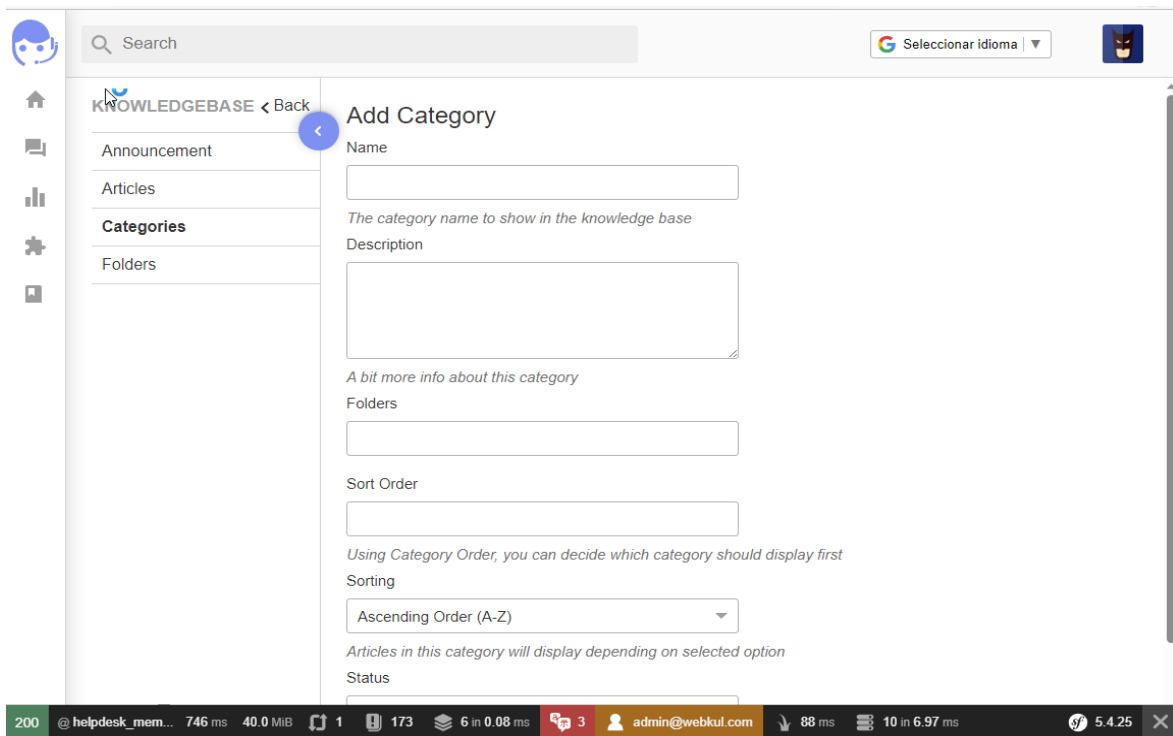 Search
Seleccionar idioma ▼
KNOWLEDGEBASE
Back
Announcement
Articles
Categories
Folders
Add Category
Name
The category name to show in the knowledge base
Description
A bit more info about this category
Folders
Sort Order
Using Category Order, you can decide which category should display first
Sorting
Ascending Order (A-Z)
Articles in this category will display depending on selected option
Status
200 @ helpdesk_mem... 746 ms 40.0 MiB 1 173 6 in 0.08 ms 3 admin@webkul.com 88 ms 10 in 6.97 ms sf 5.4.25